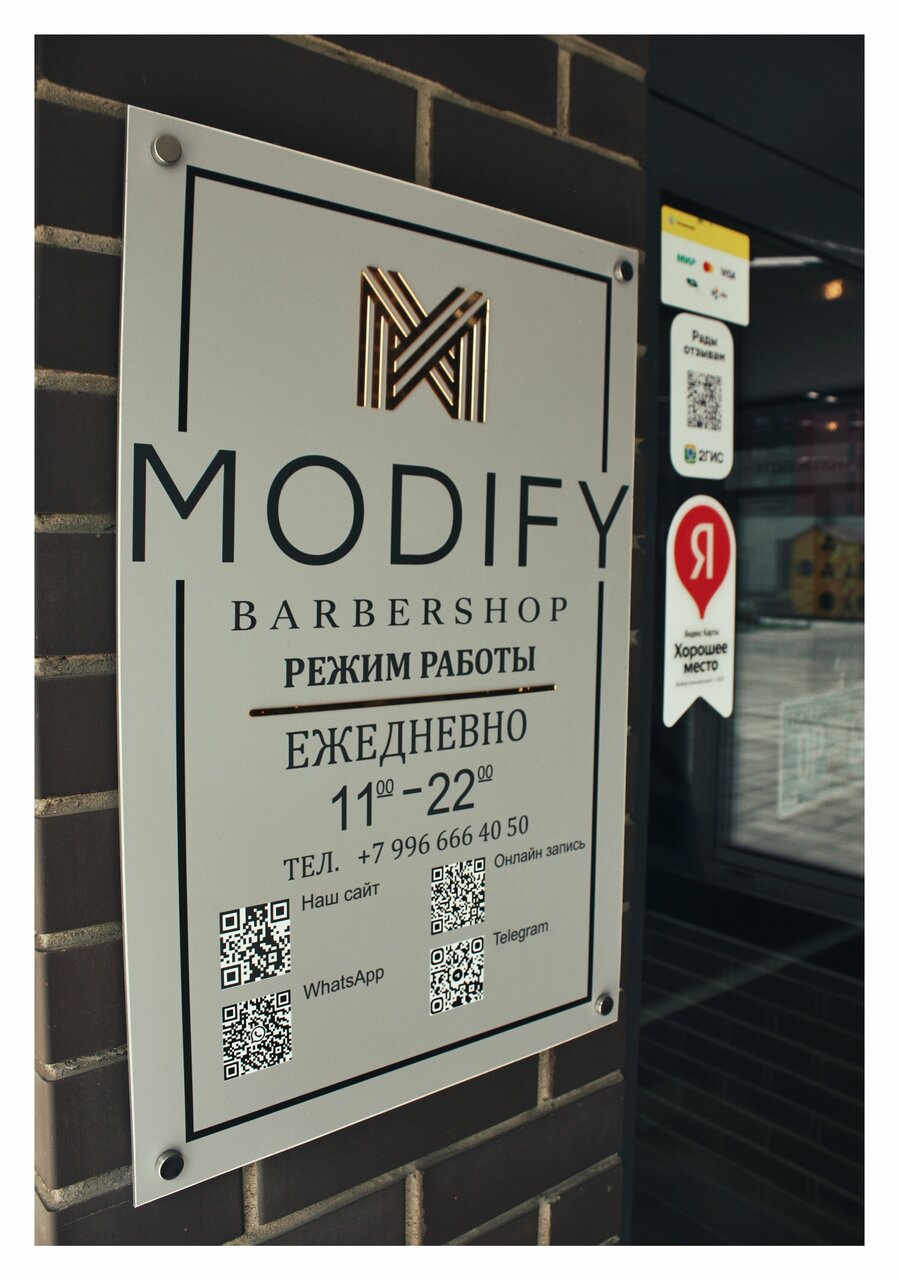 MODIFY
BARBERSHOP
РЕЖИМ РАБОТЫ
ЕЖЕДНЕВНО
11⁰⁰ – 22⁰⁰
ТЕЛ. +7 996 666 40 50
Наш сайт
Онлайн запись
WhatsApp
Telegram
МИР
VISA
Рады
отзывам
2ГИС
Я
Яндекс Карты
Хорошее
место